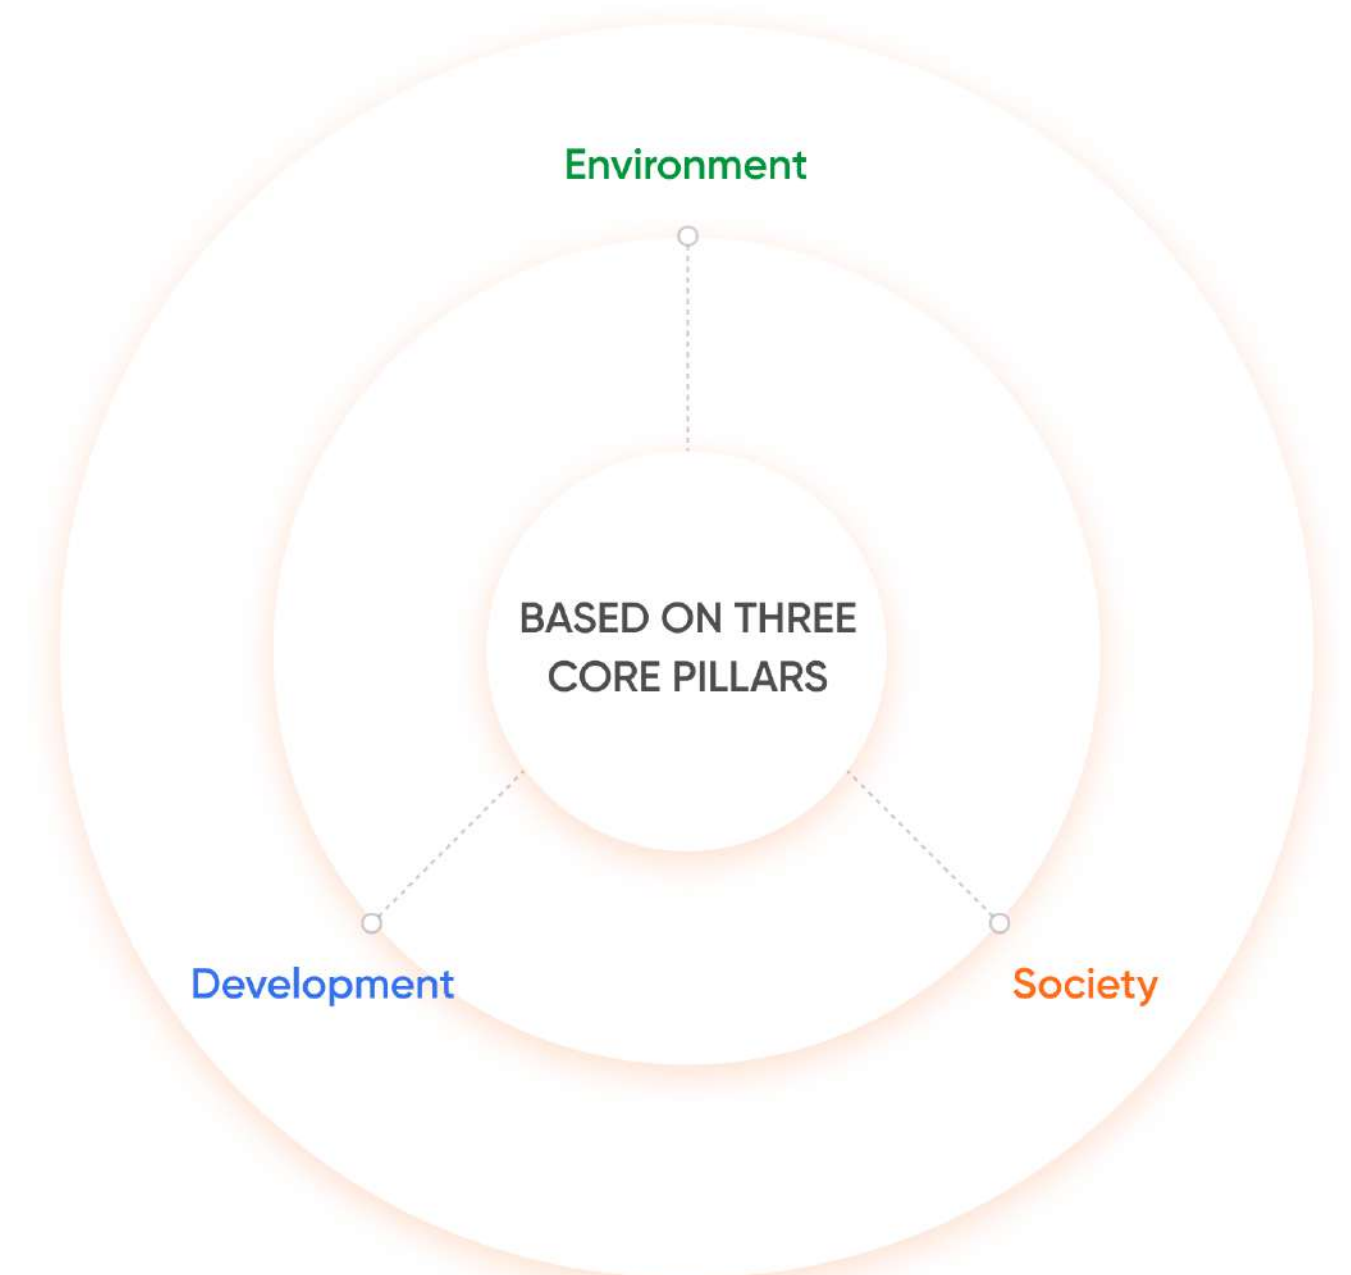 Environment
BASED ON THREE
CORE PILLARS
Development
Society